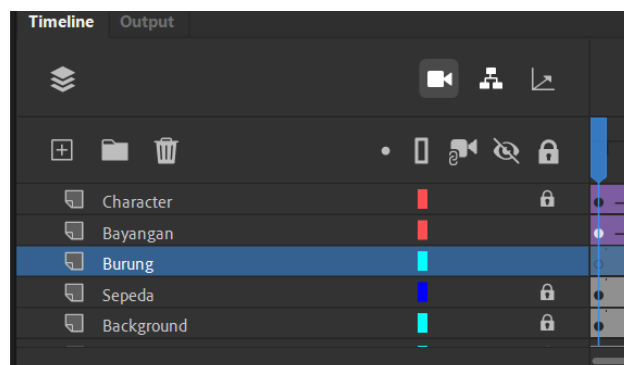 Timeline Output
Character
Bayangan
Burung
Sepeda
Background